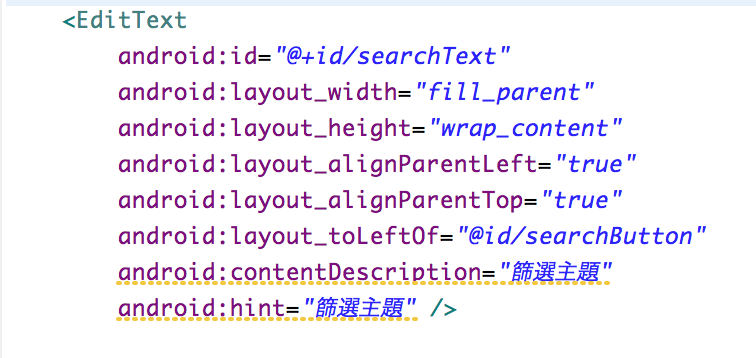 <EditText
android:id="@+id/searchText"
android:layout_width="fill_parent"
android:layout_height="wrap_content"
android:layout_alignParentLeft="true"
android:layout_alignParentTop="true"
android:layout_toLeftOf="@id/searchButton"
android:contentDescription="篩選主題"
android:hint="篩選主題" />